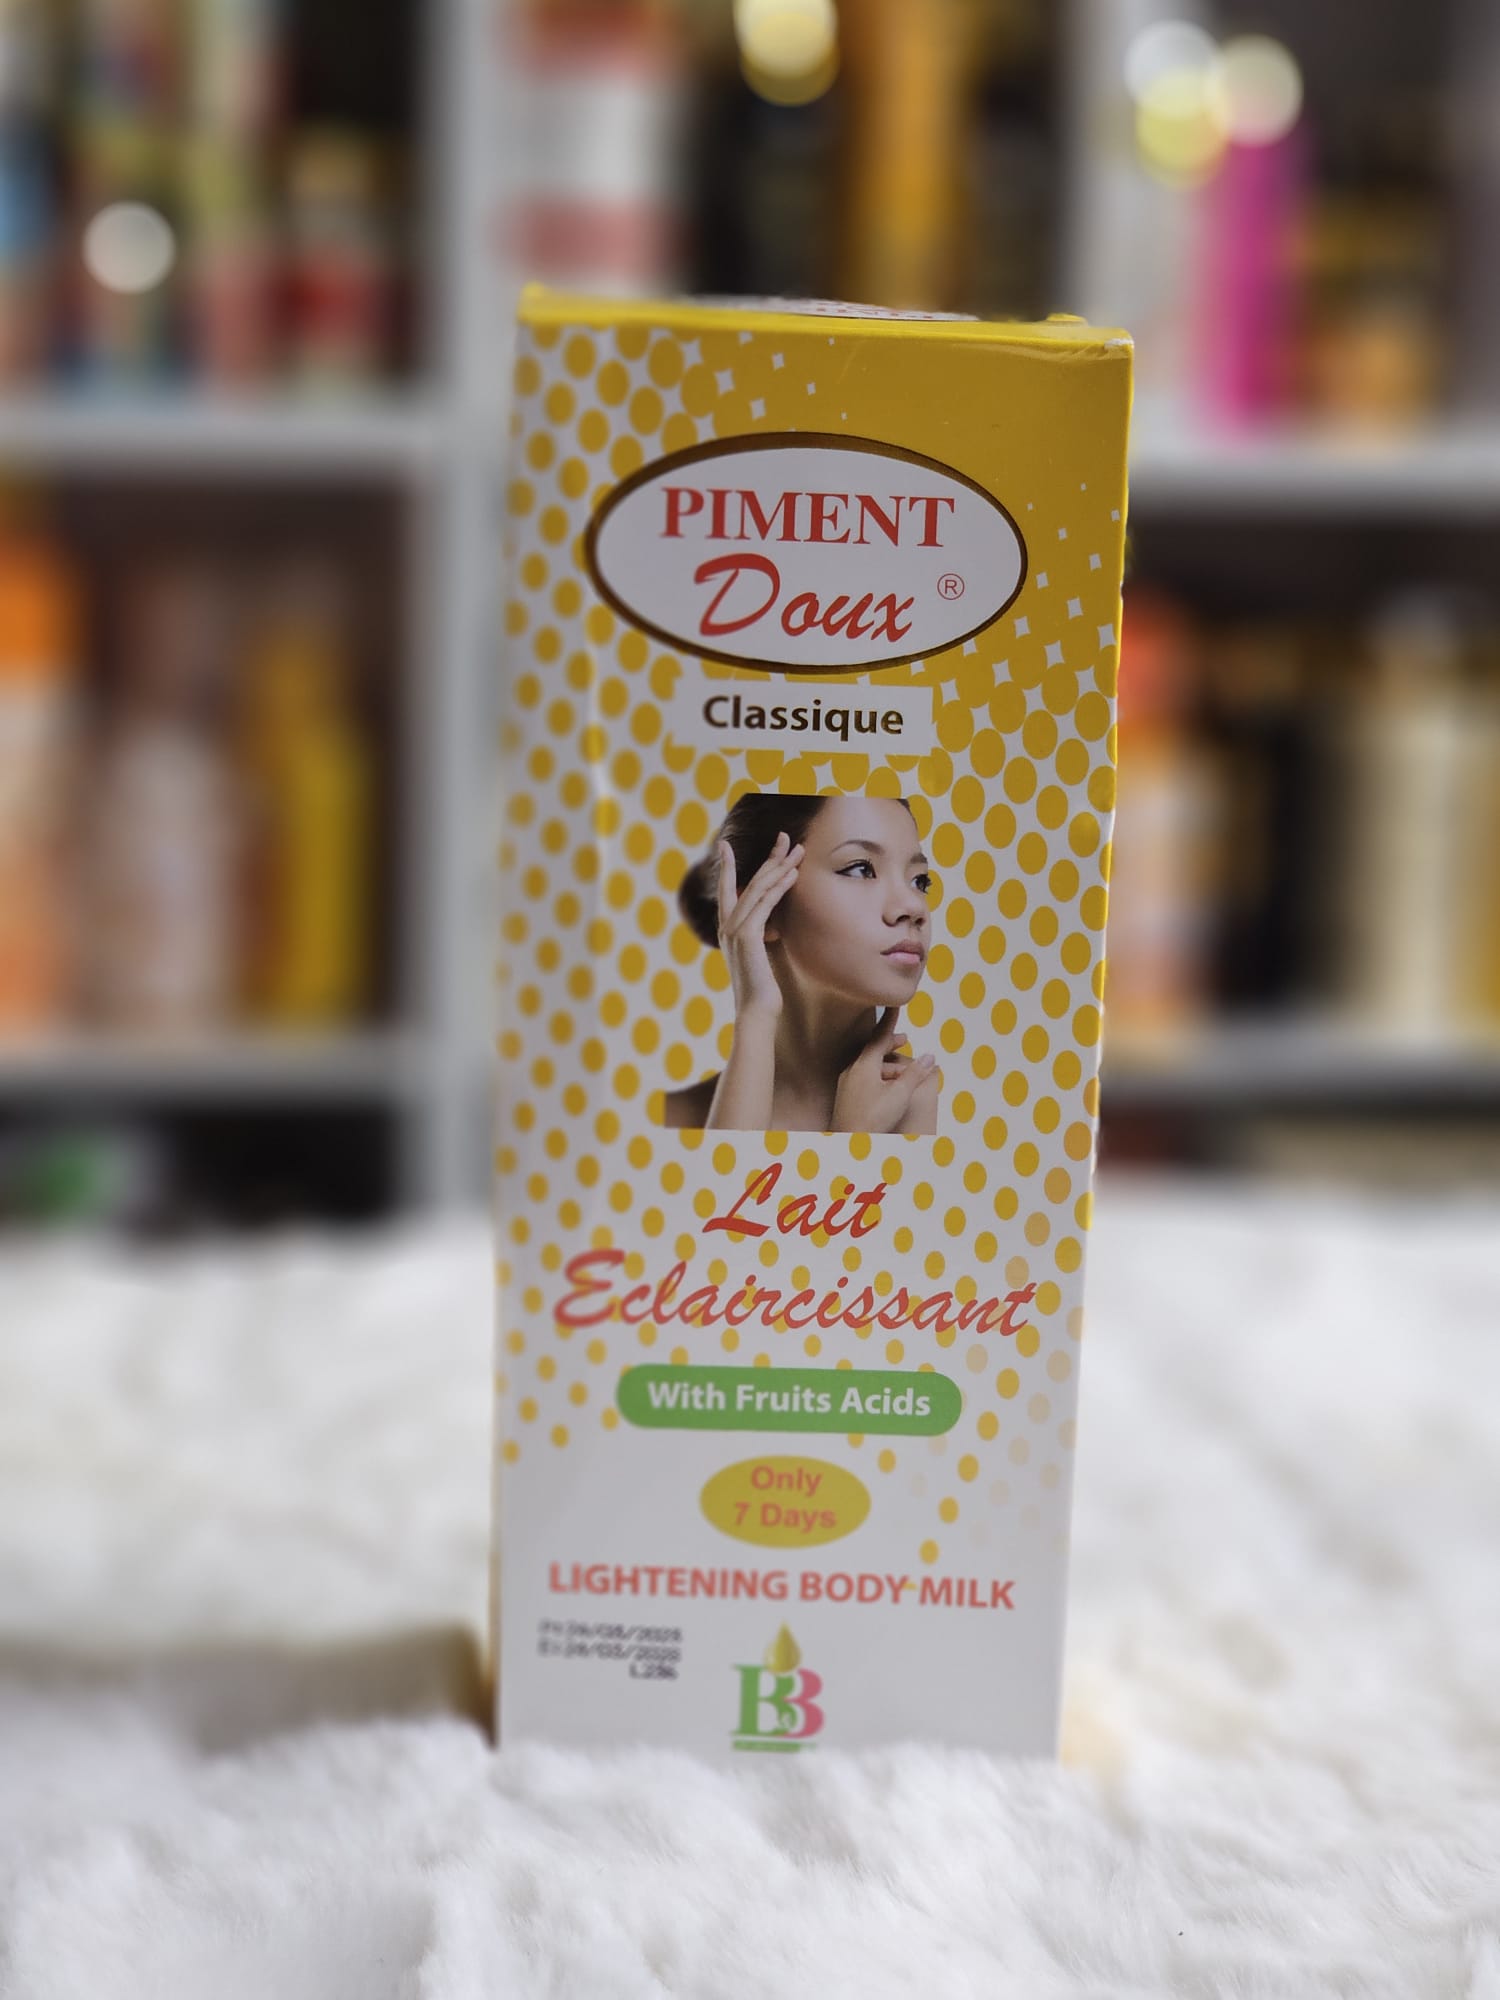 PIMENT
Doux ®
Classique
Lait
Eclaircissant
With Fruits Acids
Only
7 Days
LIGHTENING BODY MILK
B&B